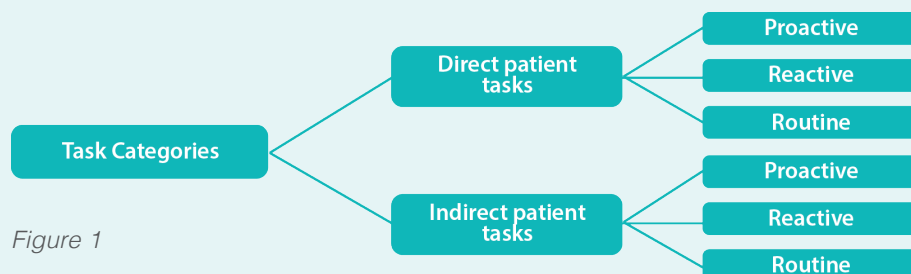 Proactive
Direct patient
tasks
Reactive
Routine
Task Categories
Proactive
Indirect patient
tasks
Reactive
Routine
Figure 1